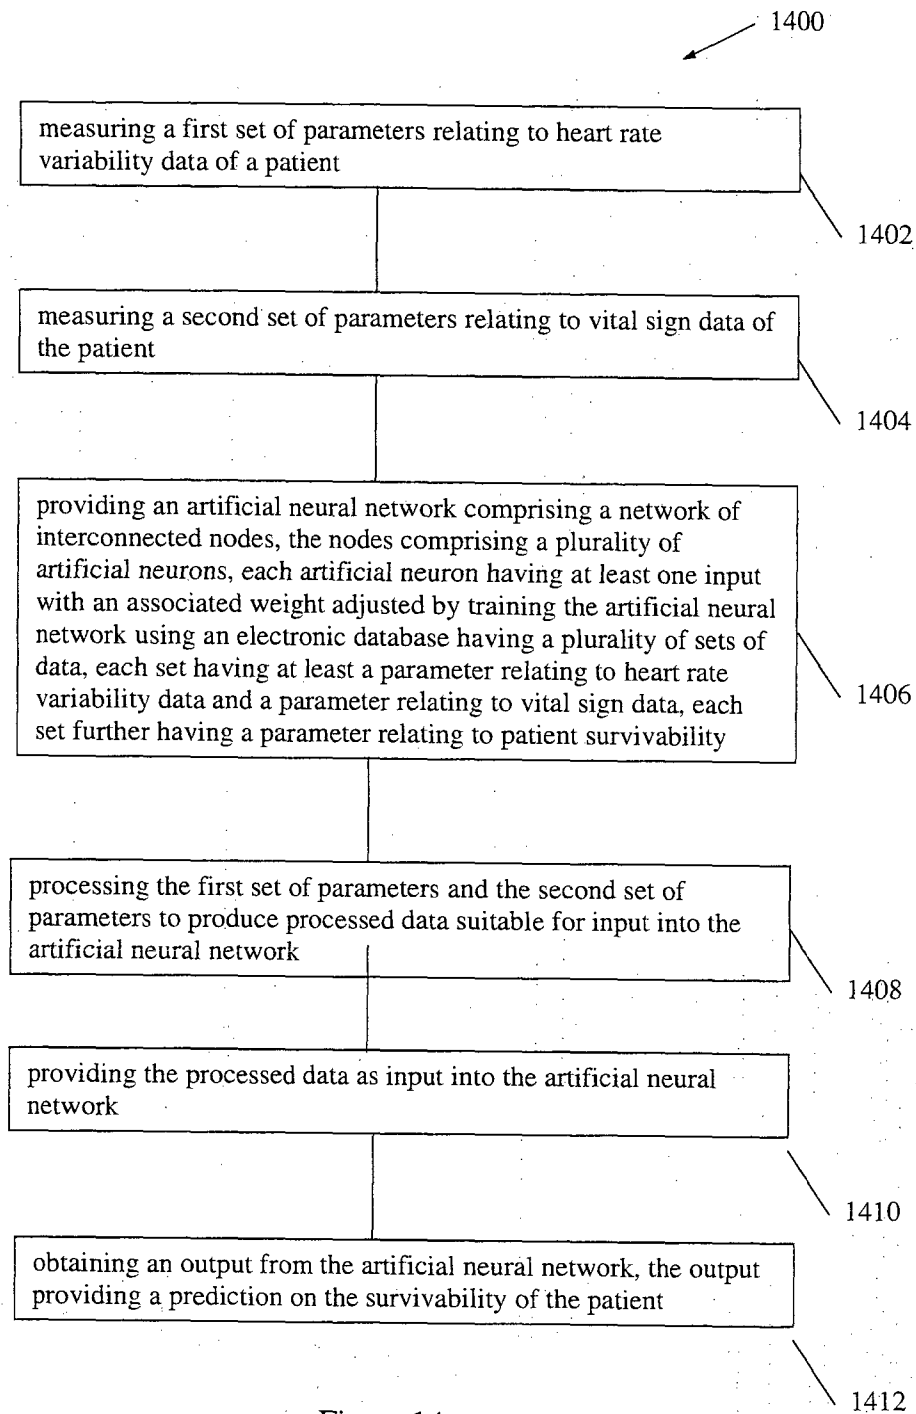 1400
measuring a first set of parameters relating to heart rate
variability data of a patient
1402
measuring a second set of parameters relating to vital sign data of
the patient
1404
providing an artificial neural network comprising a network of
interconnected nodes, the nodes comprising a plurality of
artificial neurons, each artificial neuron having at least one input
with an associated weight adjusted by training the artificial neural
network using an electronic database having a plurality of sets of
data, each set having at least a parameter relating to heart rate
variability data and a parameter relating to vital sign data, each
set further having a parameter relating to patient survivability
1406
processing the first set of parameters and the second set of
parameters to produce processed data suitable for input into the
artificial neural network
1408
providing the processed data as input into the artificial neural
network
1410
obtaining an output from the artificial neural network, the output
providing a prediction on the survivability of the patient
1412